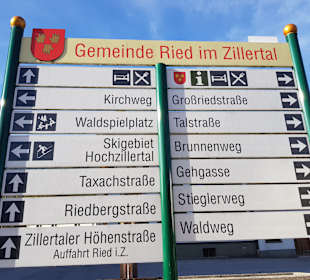 Gemeinde Ried im Zillertal
Kirchweg
Waldspielplatz
Skigebiet
Hochzillertal
Taxachstraße
Riedbergstraße
Zillertaler Höhenstraße
Auffahrt Ried i.Z.
i
Großriedstraße
Talstraße
Brunnenweg
Gehgasse
Stieglerweg
Waldweg